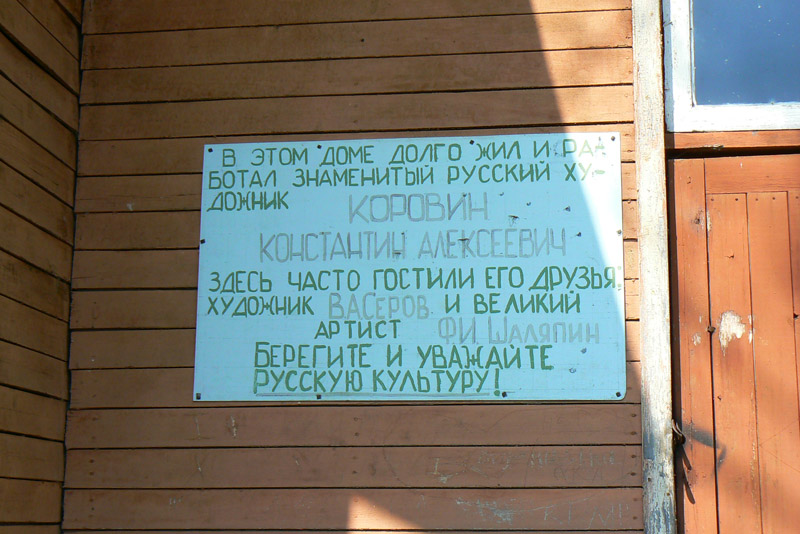 В ЭТОМ ДОМЕ ДОЛГО ЖИЛ И РА-
БОТАЛ ЗНАМЕНИТЫЙ РУССКИЙ ХУ-
ДОЖНИК КОРОВИН
КОНСТАНТИН АЛЕКСЕЕВИЧ
ЗДЕСЬ ЧАСТО ГОСТИЛИ ЕГО ДРУЗЬЯ:
ХУДОЖНИК В.А.СЕРОВ И ВЕЛИКИЙ
АРТИСТ Ф.И. ШАЛЯПИН
БЕРЕГИТЕ И УВАЖАЙТЕ
РУССКУЮ КУЛЬТУРУ!